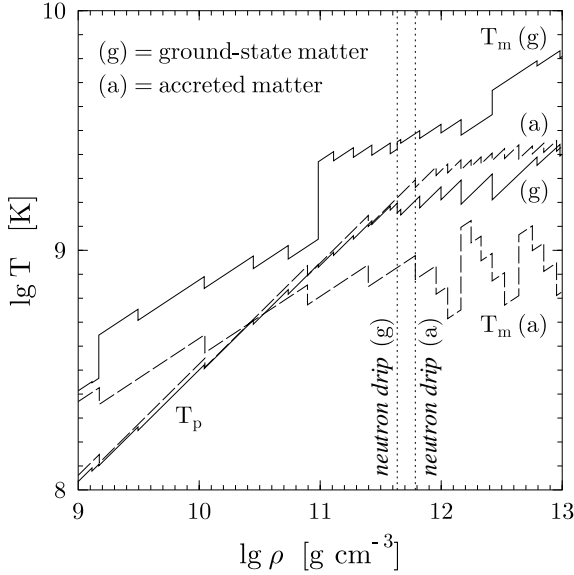 10
T_m (g)
(g) = ground-state matter
(a) = accreted matter
(a)
(g)
9
lg T [K]
T_m (a)
T_p
neutron drip (g)
neutron drip (a)
8
9 10 11 12 13
lg ρ [g cm⁻³]